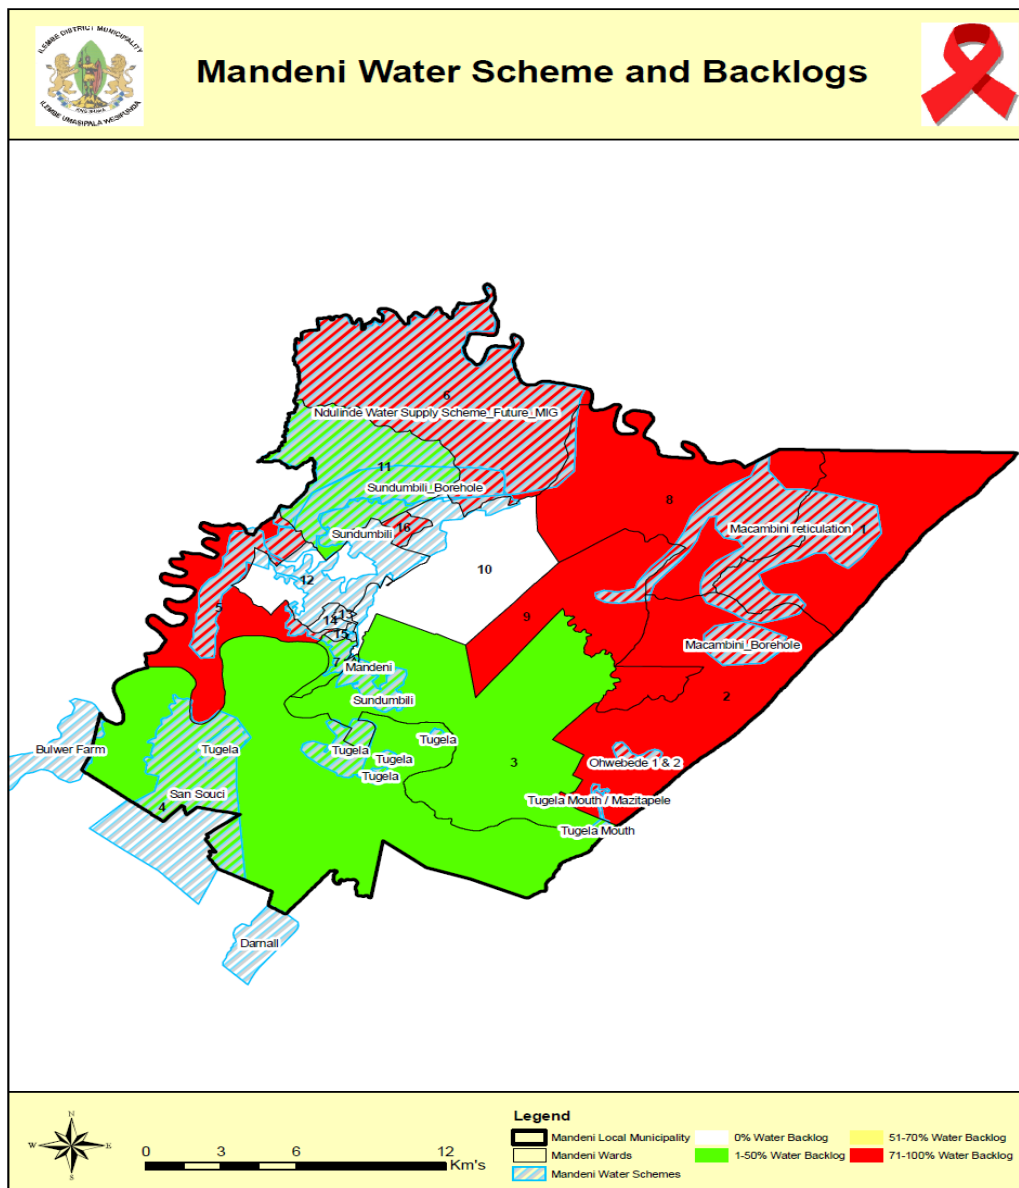 ILEMBE DISTRICT MUNICIPALITY
ILEMBE UMASIPALA WESIFUNDA
Mandeni Water Scheme and Backlogs
6
Ndulinde Water Supply Scheme_Future_MIG
11
Sundumbili_Borehole
8
16
Sundumbili
Macambini reticulation
1
10
12
5
9
13
14
15
Macambini_Borehole
7
Mandeni
2
Sundumbili
Tugela
Bulwer Farm
Tugela
Tugela
Tugela
Tugela
3
Ohwebede 1 & 2
San Souci
4
Tugela Mouth / Mazitapele
Tugela Mouth
Darnall
N
W
E
S
0
3
6
12
Km's
Legend
Mandeni Local Municipality
Mandeni Wards
Mandeni Water Schemes
0% Water Backlog
1-50% Water Backlog
51-70% Water Backlog
71-100% Water Backlog